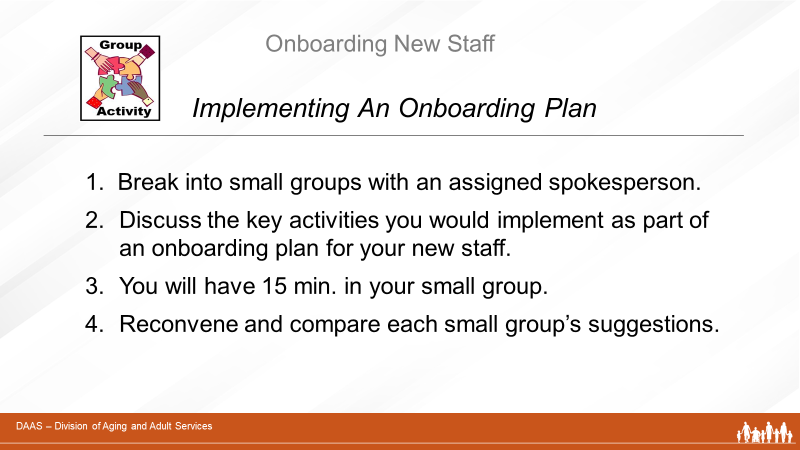 Onboarding New Staff
Group
Activity
Implementing An Onboarding Plan
1. Break into small groups with an assigned spokesperson.
2. Discuss the key activities you would implement as part of
an onboarding plan for your new staff.
3. You will have 15 min. in your small group.
4. Reconvene and compare each small group’s suggestions.
DAAS – Division of Aging and Adult Services